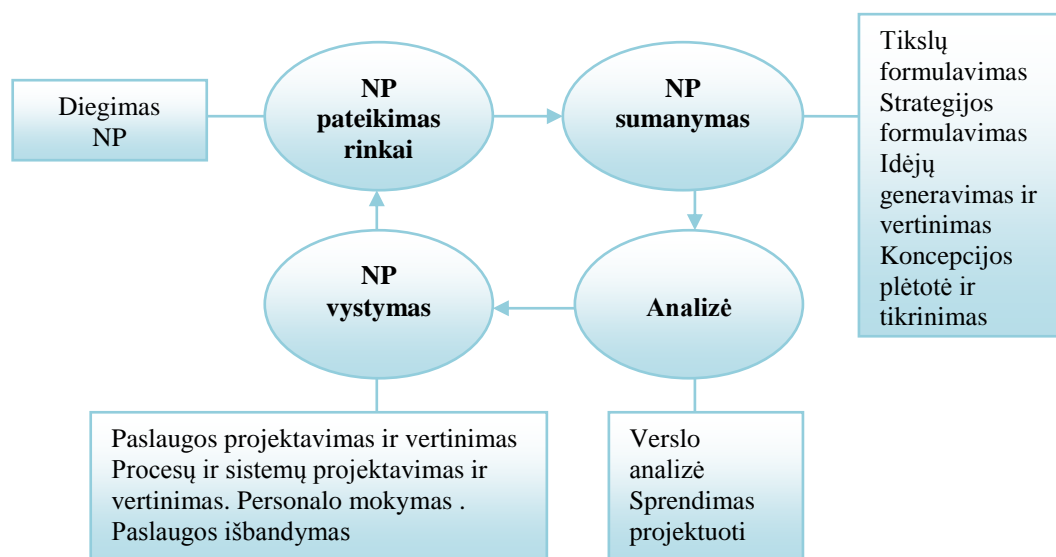 Diegimas
NP
NP
pateikimas
rinkai
NP
sumanymas
Tikslų
formulavimas
Strategijos
formulavimas
Idėjų
generavimas ir
vertinimas
Koncepcijos
plėtotė ir
tikrinimas
NP
vystymas
Analizė
Paslaugos projektavimas ir vertinimas
Procesų ir sistemų projektavimas ir
vertinimas. Personalo mokymas .
Paslaugos išbandymas
Verslo
analizė
Sprendimas
projektuoti